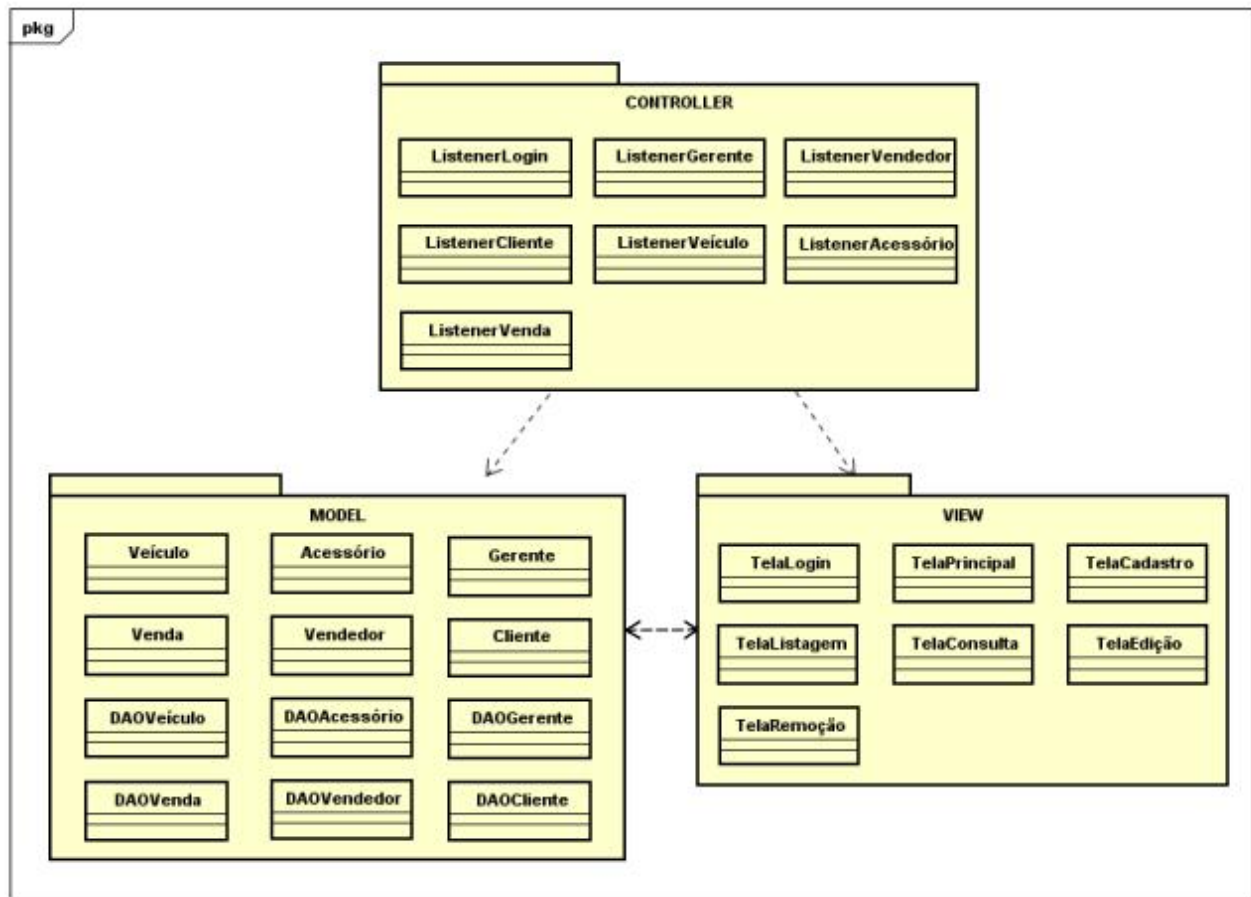 pkg
CONTROLLER
ListenerLogin
ListenerGerente
ListenerVendedor
ListenerCliente
ListenerVeículo
ListenerAcessório
ListenerVenda
MODEL
Veículo
Acessório
Gerente
Venda
Vendedor
Cliente
DAOVeículo
DAOAcessório
DAOGerente
DAOVenda
DAOVendedor
DAOCliente
VIEW
TelaLogin
TelaPrincipal
TelaCadastro
TelaListagem
TelaConsulta
TelaEdição
TelaRemoção